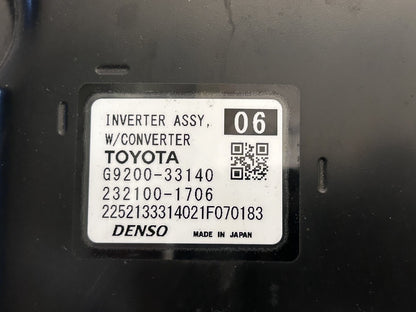 INVERTER ASSY, 06
W/CONVERTER
TOYOTA
G9200-33140
232100-1706
2252133314021F070183
DENSO MADE IN JAPAN